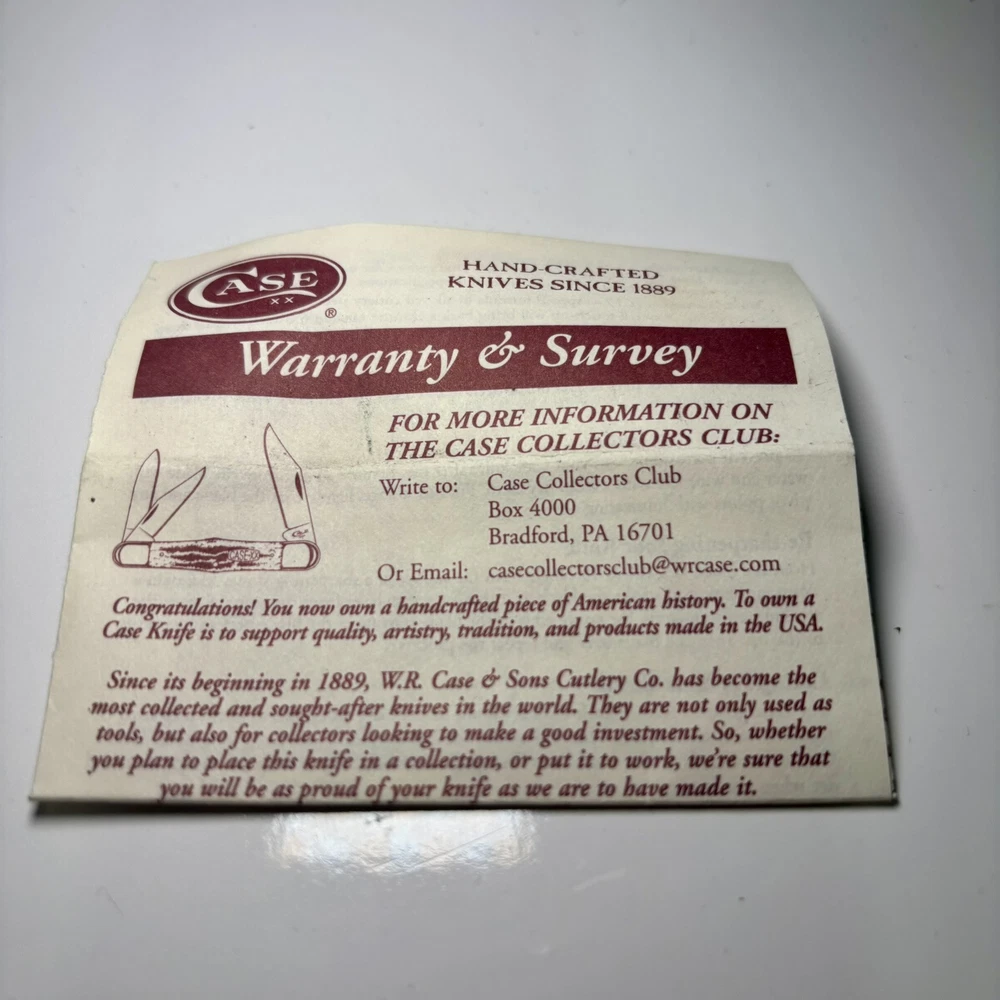 CASE
XX
®
HAND-CRAFTED
KNIVES SINCE 1889
Warranty & Survey
FOR MORE INFORMATION ON
THE CASE COLLECTORS CLUB:
Write to: Case Collectors Club
Box 4000
Bradford, PA 16701
Or Email: casecollectorsclub@wrcase.com
CASE
Congratulations! You now own a handcrafted piece of American history. To own a
Case Knife is to support quality, artistry, tradition, and products made in the USA.
Since its beginning in 1889, W.R. Case & Sons Cutlery Co. has become the
most collected and sought-after knives in the world. They are not only used as
tools, but also for collectors looking to make a good investment. So, whether
you plan to place this knife in a collection, or put it to work, we're sure that
you will be as proud of your knife as we are to have made it.